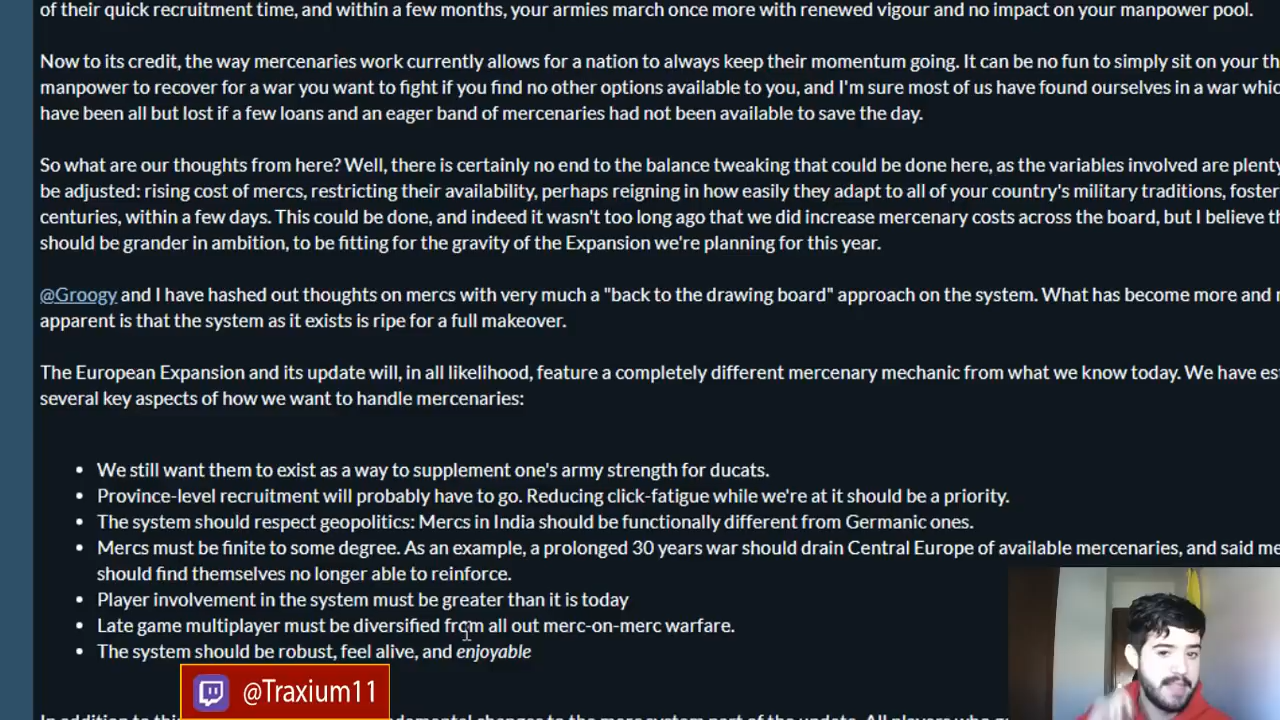 of their quick recruitment time, and within a few months, your armies march once more with renewed vigour and no impact on your manpower pool.
Now to its credit, the way mercenaries work currently allows for a nation to always keep their momentum going. It can be no fun to simply sit on your
manpower to recover for a war you want to fight if you find no other options available to you, and I'm sure most of us have found ourselves in a war
have been all but lost if a few loans and an eager band of mercenaries had not been available to save the day.
So what are our thoughts from here? Well, there is certainly no end to the balance tweaking that could be done here, as the variables involved are
be adjusted: rising cost of mercs, restricting their availability, perhaps reigning in how easily they adapt to all of your country's military traditions,
centuries, within a few days. This could be done, and indeed it wasn't too long ago that we did increase mercenary costs across the board, but I believe
should be grander in ambition, to be fitting for the gravity of the Expansion we're planning for this year.
@Groogy and I have hashed out thoughts on mercs with very much a "back to the drawing board" approach on the system. What has become more and
apparent is that the system as it exists is ripe for a full makeover.
The European Expansion and its update will, in all likelihood, feature a completely different mercenary mechanic from what we know today. We have
several key aspects of how we want to handle mercenaries:
• We still want them to exist as a way to supplement one's army strength for ducats.
• Province-level recruitment will probably have to go. Reducing click-fatigue while we're at it should be a priority.
• The system should respect geopolitics: Mercs in India should be functionally different from Germanic ones.
• Mercs must be finite to some degree. As an example, a prolonged 30 years war should drain Central Europe of available mercenaries, and said
should find themselves no longer able to reinforce.
• Player involvement in the system must be greater than it is today
• Late game multiplayer must be diversified from all out merc-on-merc warfare.
• The system should be robust, feel alive, and enjoyable
@Traxium11